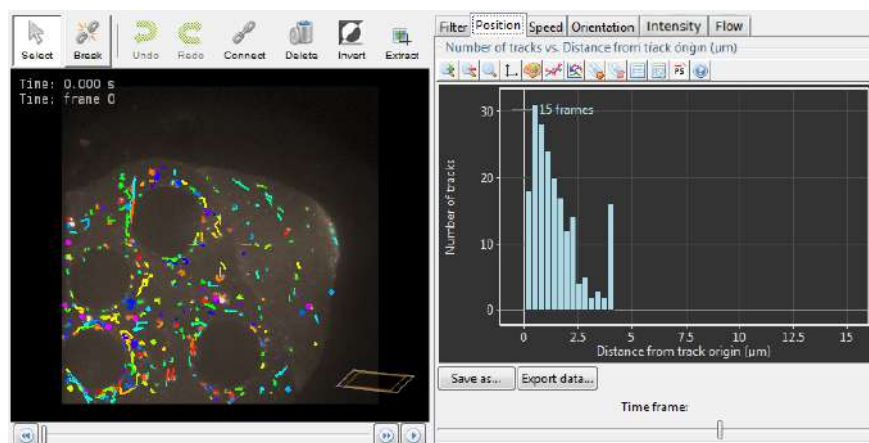 Filter Position Speed Orientation Intensity Flow
Number of tracks vs. Distance from track origin (µm)
Select Break Undo Redo Connect Delete Invert Extract
PS
Time: 0.000 s
Time: frame 0
15 frames
30
20
10
0
Number of tracks
0 2.5 5 7.5 10 12.5 15
Distance from track origin [µm]
Save as... Export data...
Time frame: